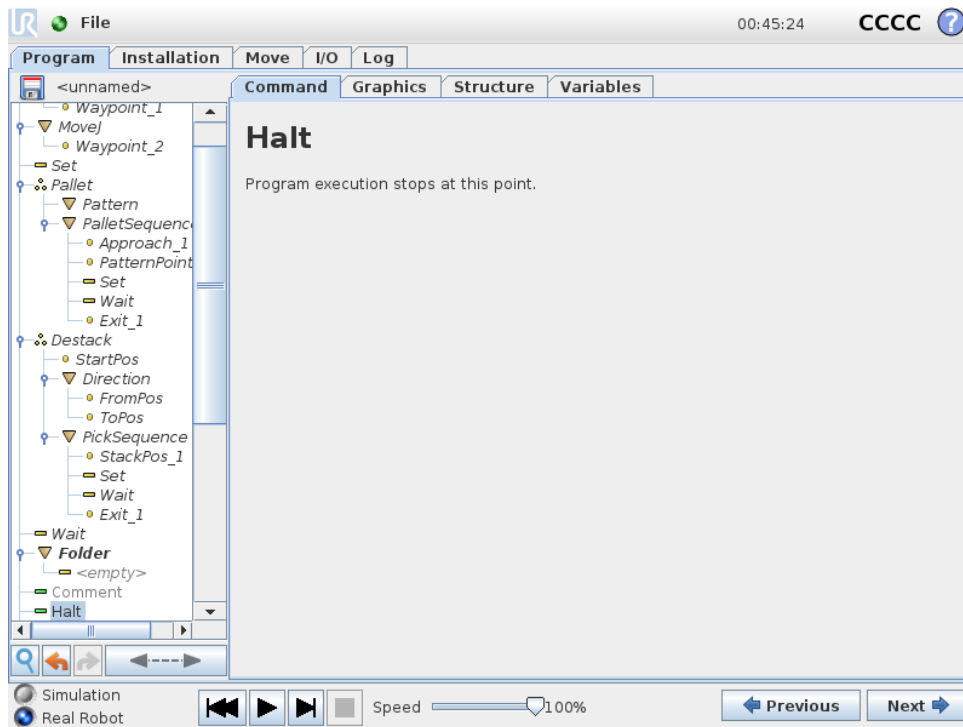 UR File 00:45:24 CCCC ?
Program Installation Move I/O Log
<unnamed>
Command Graphics Structure Variables
Waypoint_1
MoveJ
Waypoint_2
Set
Pallet
Pattern
PalletSequenc
Approach_1
PatternPoint
Set
Wait
Exit_1
Destack
StartPos
Direction
FromPos
ToPos
PickSequence
StackPos_1
Set
Wait
Exit_1
Wait
Folder
<empty>
Comment
Halt
Halt
Program execution stops at this point.
Simulation
Real Robot
Speed 100%
Previous Next